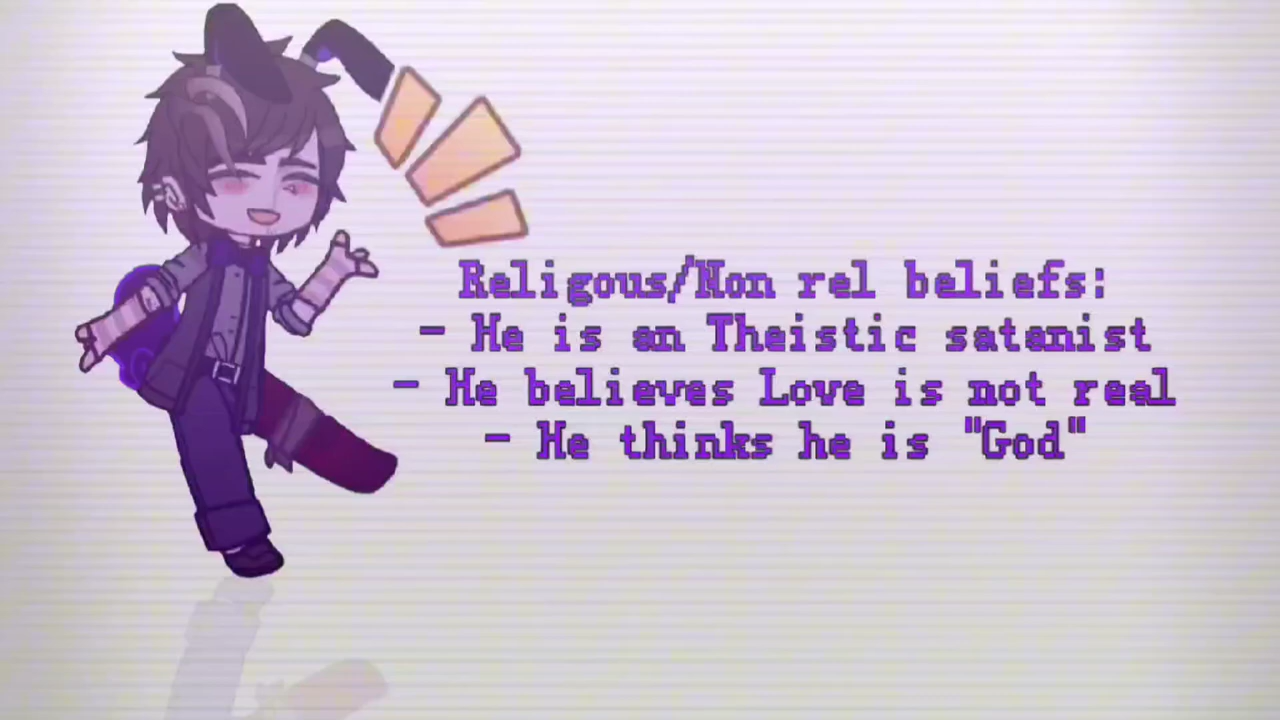 Religous/Non rel beliefs:
- He is an Theistic satanist
- He believes Love is not real
- He thinks he is "God"